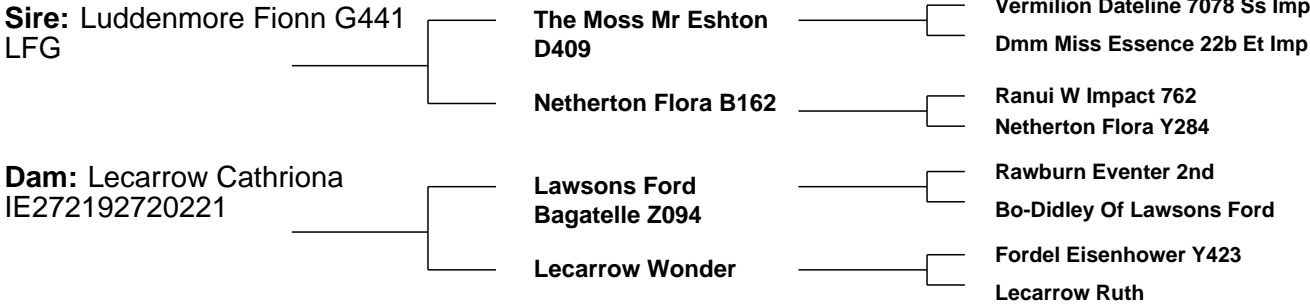 Sire: Luddenmore Fionn G441
LFG
The Moss Mr Eshton
D409
Netherton Flora B162
Vermilion Dateline 7078 Ss Imp
Dmm Miss Essence 22b Et Imp
Ranui W Impact 762
Netherton Flora Y284
Dam: Lecarrow Cathriona
IE272192720221
Lawsons Ford
Bagatelle Z094
Lecarrow Wonder
Rawburn Eventer 2nd
Bo-Didley Of Lawsons Ford
Fordel Eisenhower Y423
Lecarrow Ruth